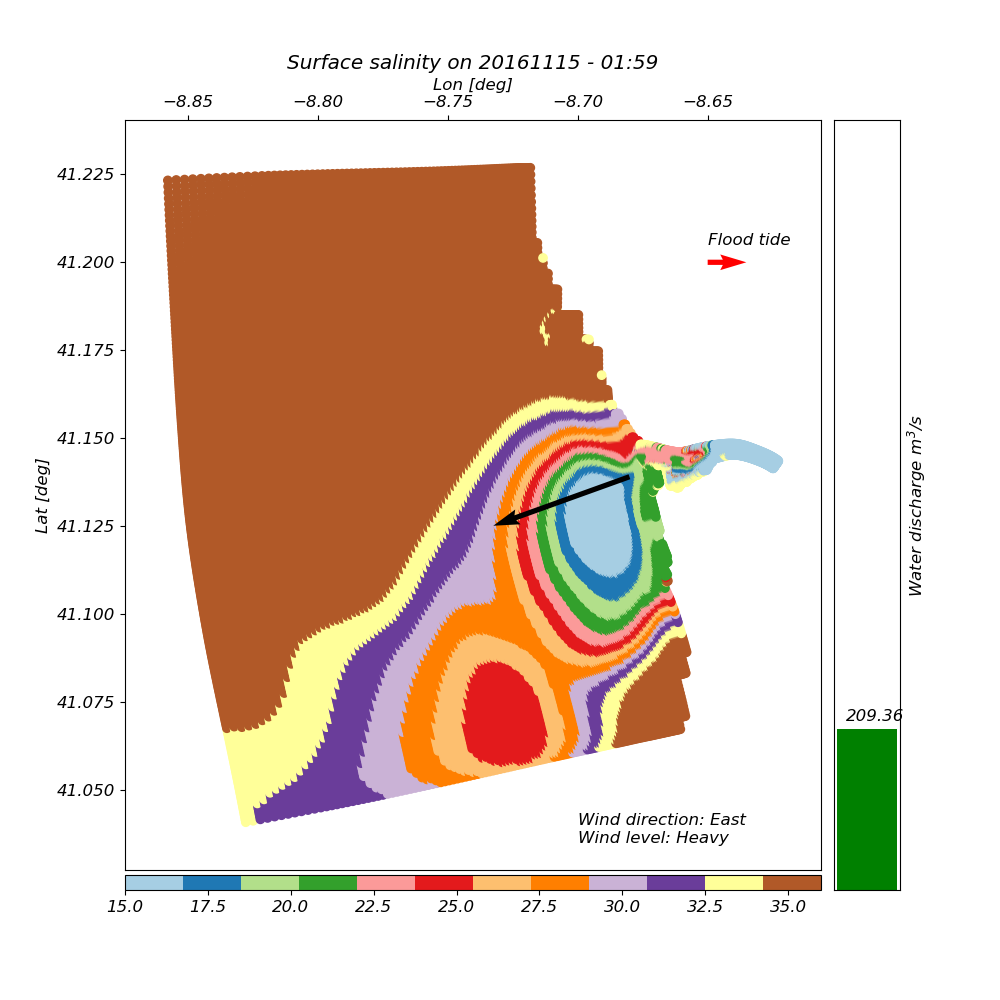 Surface salinity on 20161115 - 01:59
Lon [deg]
−8.85 −8.80 −8.75 −8.70 −8.65
41.225
41.200
41.175
41.150
41.125
41.100
41.075
41.050
Lat [deg]
Flood tide
Wind direction: East
Wind level: Heavy
15.0 17.5 20.0 22.5 25.0 27.5 30.0 32.5 35.0
209.36
Water discharge m³/s